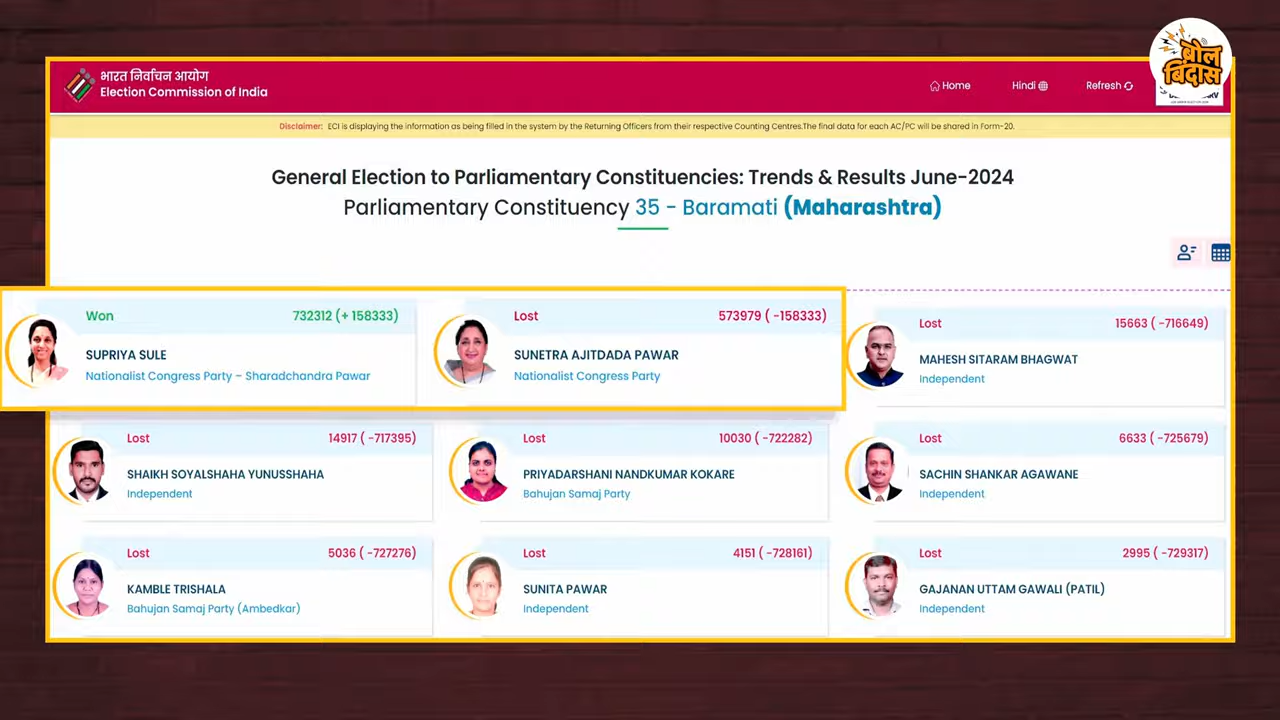 बोल
बिंदास
भारत निर्वाचन आयोग
Election Commission of India
Home
Hindi
Refresh
Disclaimer: ECI is displaying the information as being filled in the system by the Returning Officers from their respective Counting Centres.The final data for each AC/PC will be shared in Form-20.
General Election to Parliamentary Constituencies: Trends & Results June-2024
Parliamentary Constituency 35 - Baramati (Maharashtra)
Won 732312 (+ 158333)
SUPRIYA SULE
Nationalist Congress Party – Sharadchandra Pawar
Lost 573979 ( -158333)
SUNETRA AJITDADA PAWAR
Nationalist Congress Party
Lost 15663 ( -716649)
MAHESH SITARAM BHAGWAT
Independent
Lost 14917 ( -717395)
SHAIKH SOYALSHAHA YUNUSSHAHA
Independent
Lost 10030 ( -722282)
PRIYADARSHANI NANDKUMAR KOKARE
Bahujan Samaj Party
Lost 6633 ( -725679)
SACHIN SHANKAR AGAWANE
Independent
Lost 5036 ( -727276)
KAMBLE TRISHALA
Bahujan Samaj Party (Ambedkar)
Lost 4151 ( -728161)
SUNITA PAWAR
Independent
Lost 2995 ( -729317)
GAJANAN UTTAM GAWALI (PATIL)
Independent